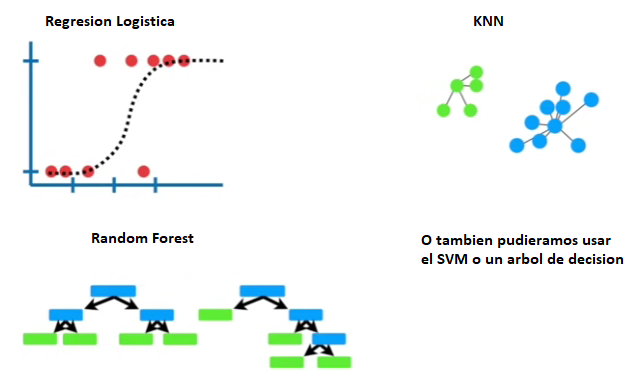 Regresion Logistica
KNN
Random Forest
O tambien pudieramos usar
el SVM o un arbol de decision